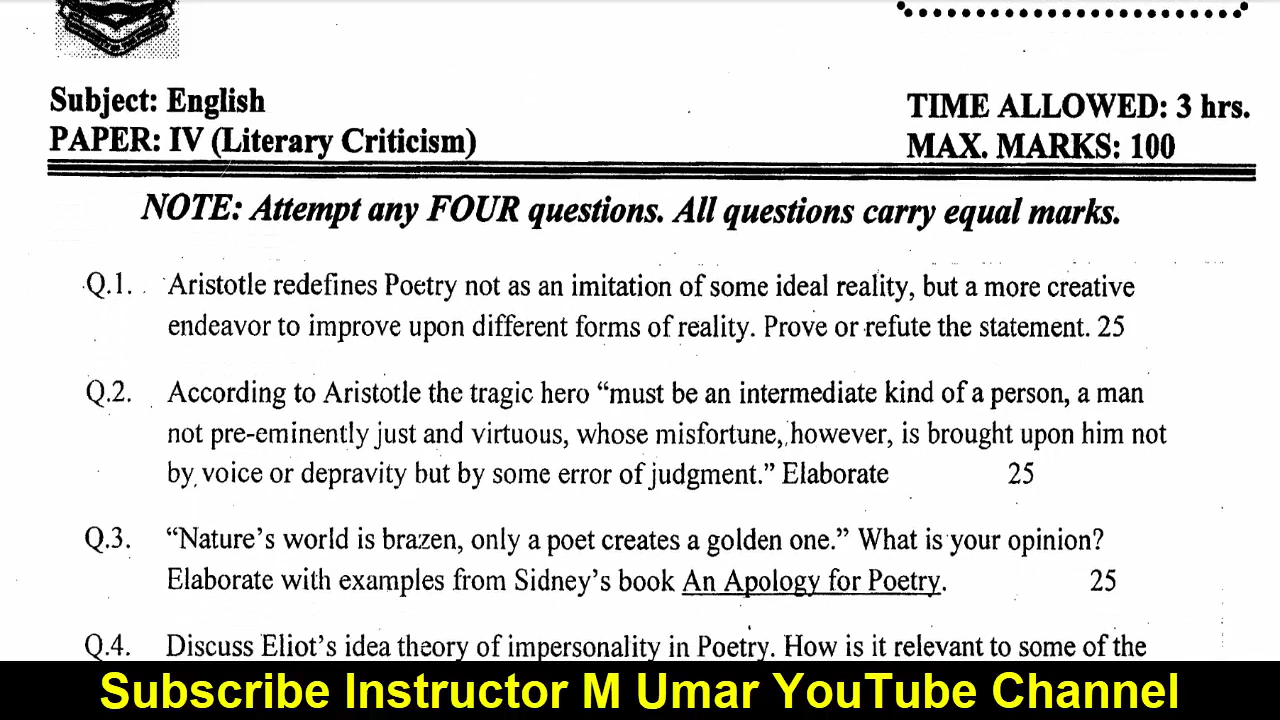 Subject: English
TIME ALLOWED: 3 hrs.
PAPER: IV (Literary Criticism)
MAX. MARKS: 100
NOTE: Attempt any FOUR questions. All questions carry equal marks.
Q.1. Aristotle redefines Poetry not as an imitation of some ideal reality, but a more creative
endeavor to improve upon different forms of reality. Prove or refute the statement. 25
Q.2. According to Aristotle the tragic hero “must be an intermediate kind of a person, a man
not pre-eminently just and virtuous, whose misfortune, however, is brought upon him not
by voice or depravity but by some error of judgment.” Elaborate 25
Q.3. “Nature’s world is brazen, only a poet creates a golden one.” What is your opinion?
Elaborate with examples from Sidney’s book An Apology for Poetry. 25
Q.4. Discuss Eliot’s idea theory of impersonality in Poetry. How is it relevant to some of the
Subscribe Instructor M Umar YouTube Channel